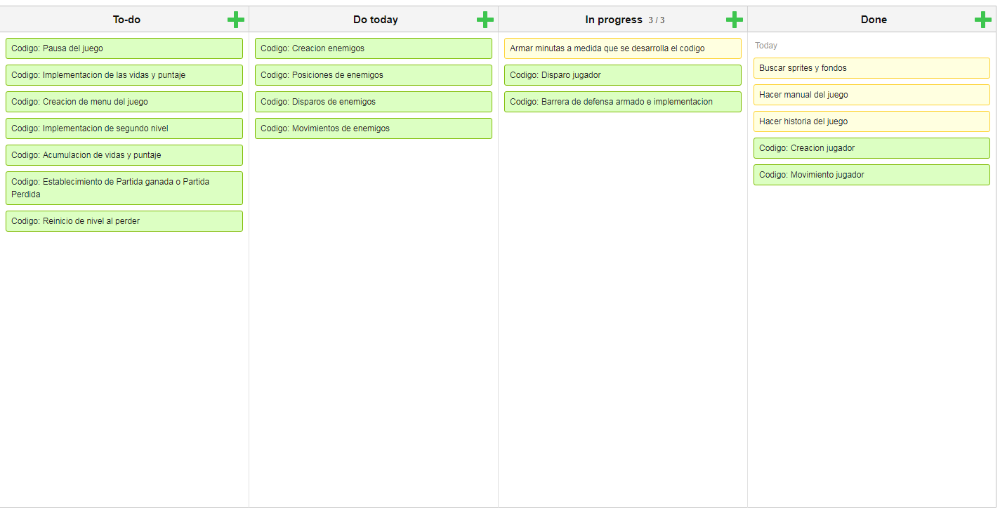 To-do
Codigo: Pausa del juego
Codigo: Implementacion de las vidas y puntaje
Codigo: Creacion de menu del juego
Codigo: Implementacion de segundo nivel
Codigo: Acumulacion de vidas y puntaje
Codigo: Establecimiento de Partida ganada o Partida
Perdida
Codigo: Reinicio de nivel al perder
Do today
Codigo: Creacion enemigos
Codigo: Posiciones de enemigos
Codigo: Disparos de enemigos
Codigo: Movimientos de enemigos
In progress 3 / 3
Armar minutas a medida que se desarrolla el codigo
Codigo: Disparo jugador
Codigo: Barrera de defensa armado e implementacion
Done
Today
Buscar sprites y fondos
Hacer manual del juego
Hacer historia del juego
Codigo: Creacion jugador
Codigo: Movimiento jugador